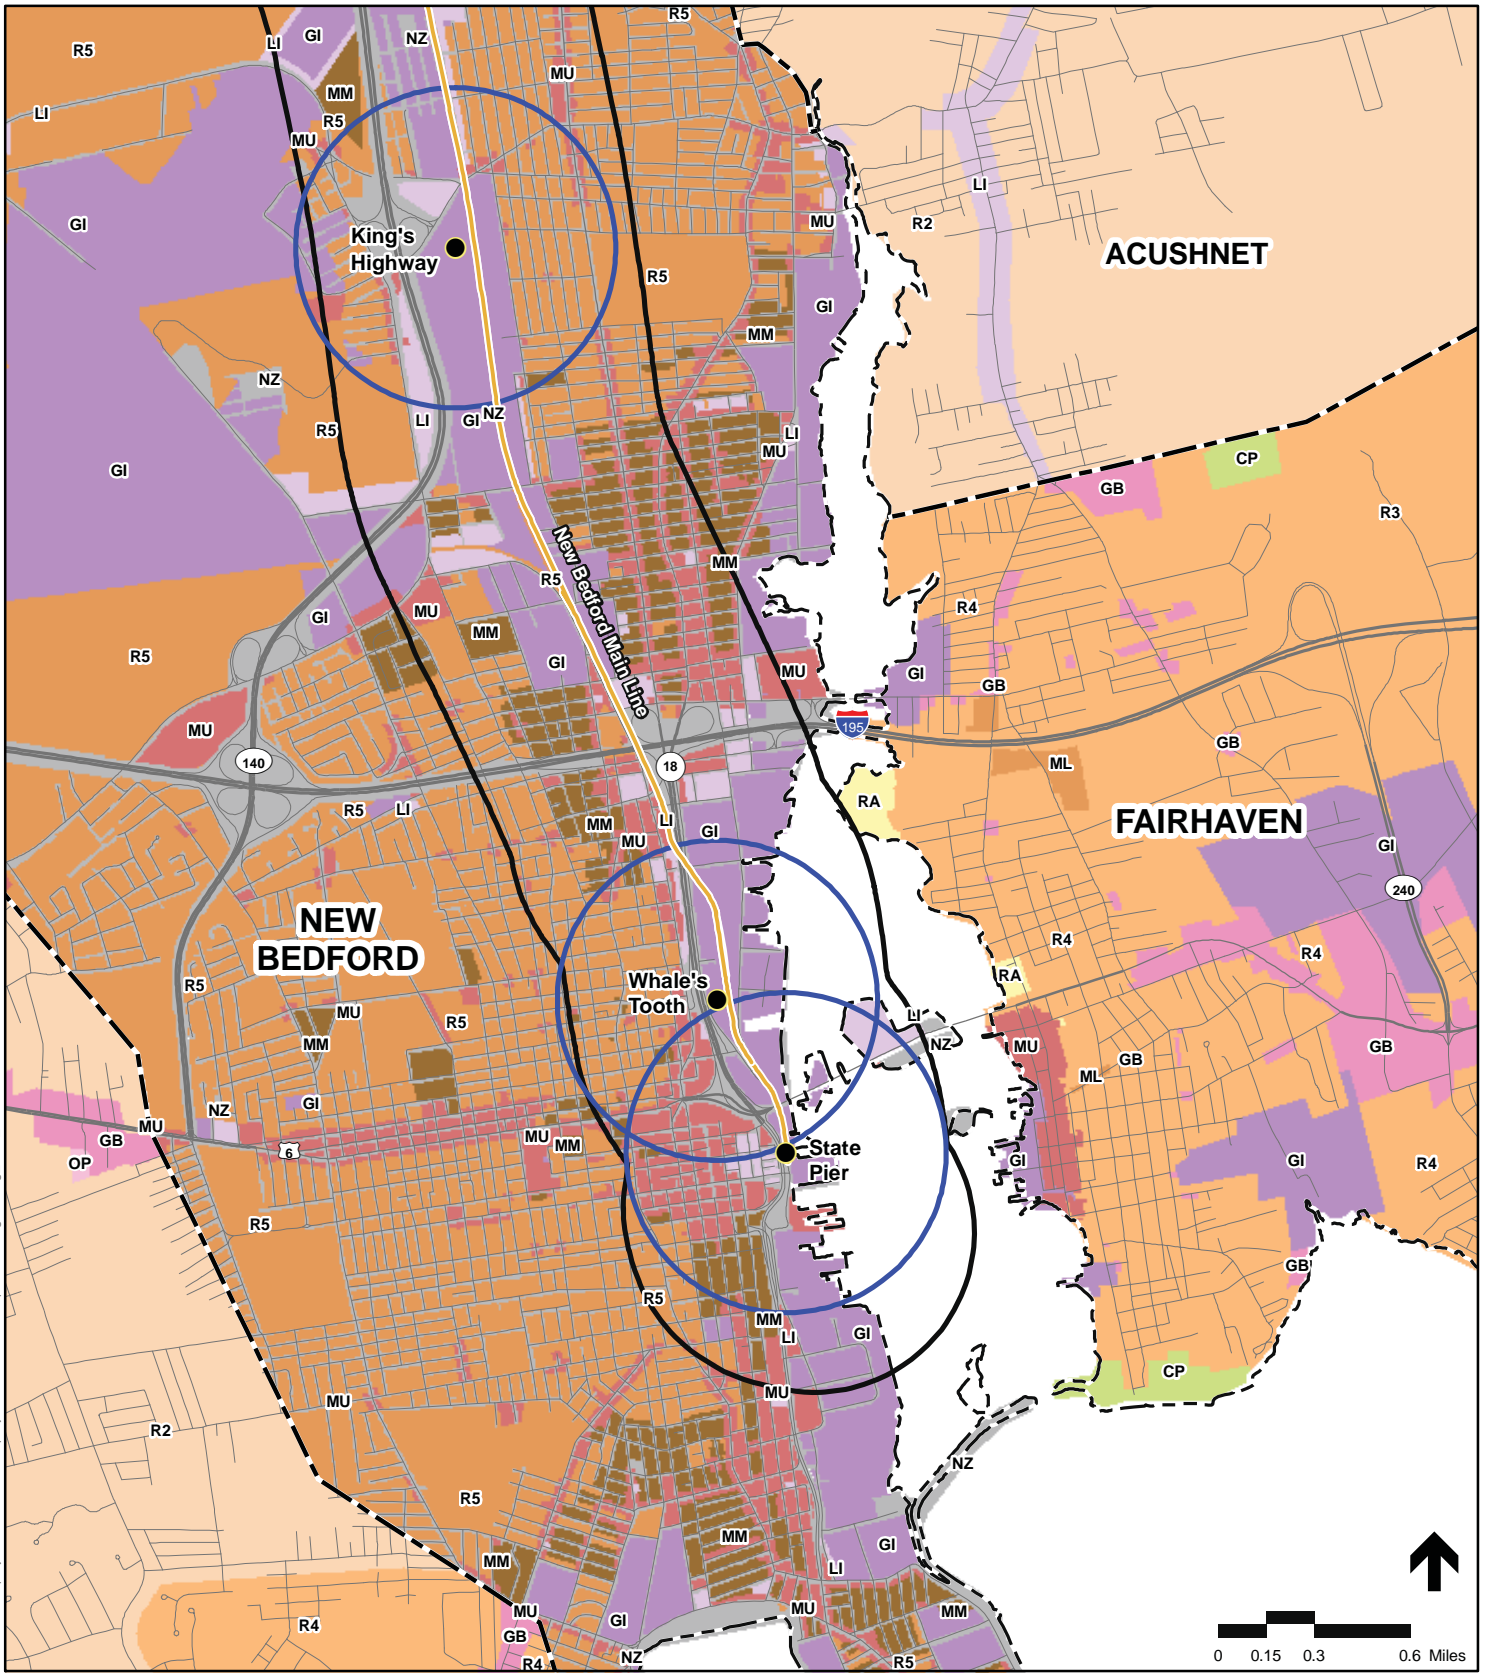 R5
R5
LI
GI
NZ
MU
MM
LI
R5
MU
LI
R2
GI
MU
ACUSHNET
King's
Highway
R5
GI
MM
NZ
LI
GI
NZ
R5
LI
MU
GI
CP
GB
R3
New Bedford Main Line
MM
R5
R4
GI
MU
MM
R5
GI
MU
GI
GB
MU
195
GB
140
18
ML
RA
R5
LI
LI
FAIRHAVEN
MM
MU
GI
GI
240
NEW
BEDFORD
R4
R4
RA
Whale's
Tooth
R5
MU
R5
LI
MM
NZ
MU
GB
GB
ML
GI
NZ
MU
GB
OP
6
MU
MM
State
Pier
GI
GI
R4
R5
GB
R5
MM
LI
GI
CP
MU
MU
R2
NZ
R5
MM
GI
MM
LI
MU
MM
MU
GI
R4
GB
NZ
R4
R5
0 0.15 0.3 0.6 Miles